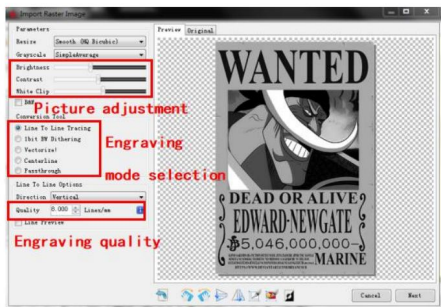 Import Raster Image
Parameters
Resize Smooth (HQ Bicubic)
Grayscale SimpleAverage
Brightness
Contrast
White Clip
B&W
Picture adjustment
Conversion Tool
Line To Line Tracing
1bit BW Dithering
Engraving
Vectorize!
Centerline
mode selection
Passthrough
Line To Line Options
Direction Vertical
Quality 8.000 Lines/mm
Line Preview
Engraving quality
Preview Original
WANTED
DEAD OR ALIVE
EDWARD·NEWGATE
5,046,000,000-
MARINE
Cancel Next